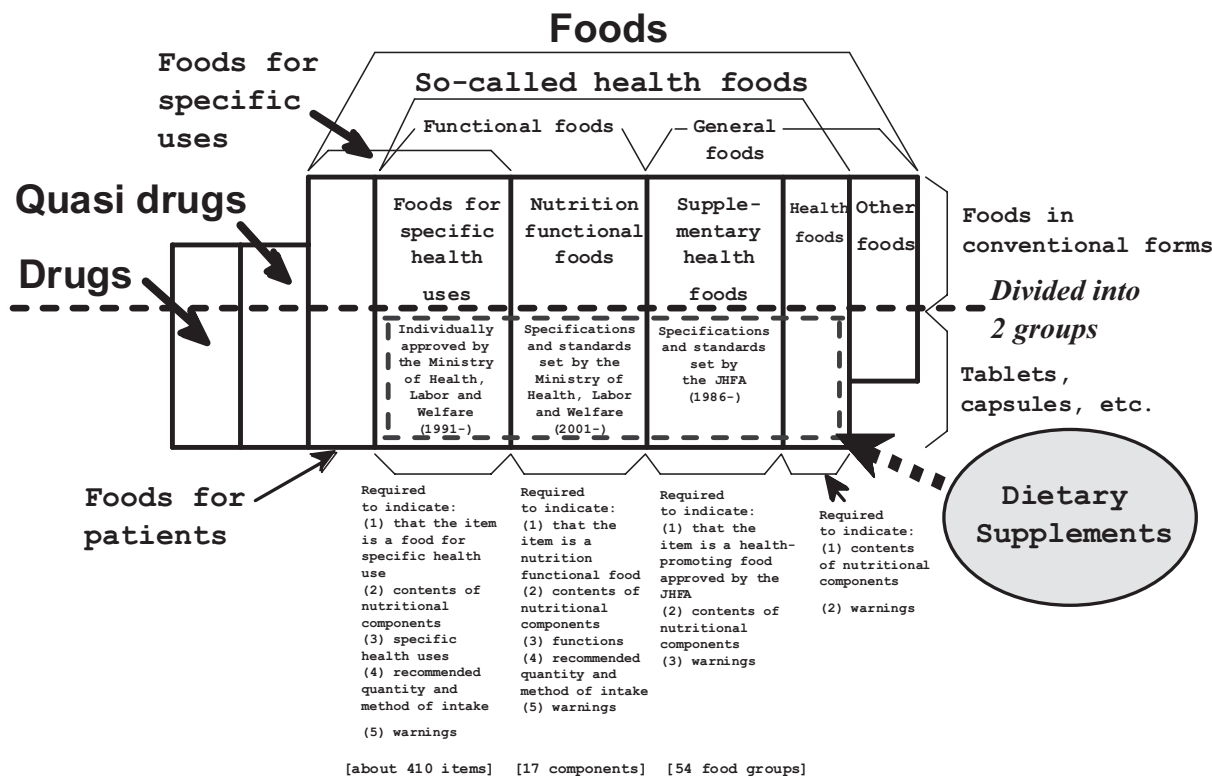 Foods
Foods for
specific
uses
So-called health foods
Functional foods
General
foods
Quasi drugs
Drugs
Foods for
specific
health
uses
Nutrition
functional
foods
Supple-
mentary
health
foods
Health
foods
Other
foods
Foods in
conventional forms
Divided into
2 groups
Tablets,
capsules, etc.
Individually
approved by
the Ministry
of Health,
Labor and
Welfare
(1991-)
Specifications
and standards
set by the
Ministry of
Health, Labor
and Welfare
(2001-)
Specifications
and standards
set by
the JHFA
(1986-)
Foods for
patients
Dietary
Supplements
Required
to indicate:
(1) that the item
is a food for
specific health
use
(2) contents of
nutritional
components
(3) specific
health uses
(4) recommended
quantity and
method of intake
(5) warnings
[about 410 items]
Required
to indicate:
(1) that the
item is a
nutrition
functional food
(2) contents of
nutritional
components
(3) functions
(4) recommended
quantity and
method of intake
(5) warnings
[17 components]
Required
to indicate:
(1) that the
item is a health-
promoting food
approved by the
JHFA
(2) contents of
nutritional
components
(3) warnings
[54 food groups]
Required
to indicate:
(1) contents
of nutritional
components
(2) warnings